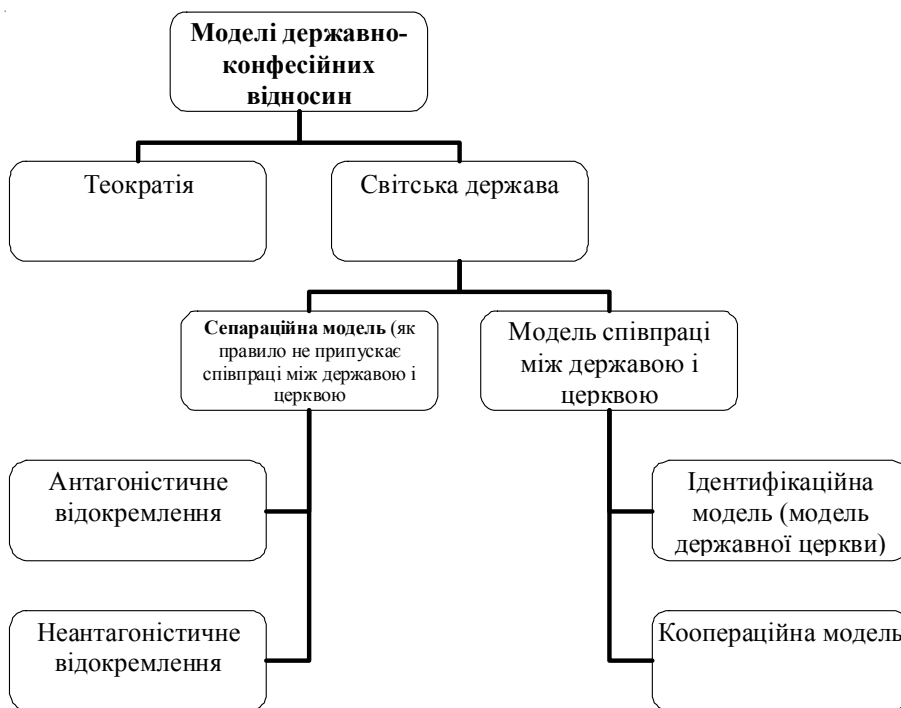 Моделі державно-
конфесійних
відносин
Теократія
Світська держава
Сепараційна модель (як
правило не припускає
співпраці між державою і
церквою
Модель співпраці
між державою і
церквою
Антагоністичне
відокремлення
Ідентифікаційна
модель (модель
державної церкви)
Неантагоністичне
відокремлення
Коопераційна модель